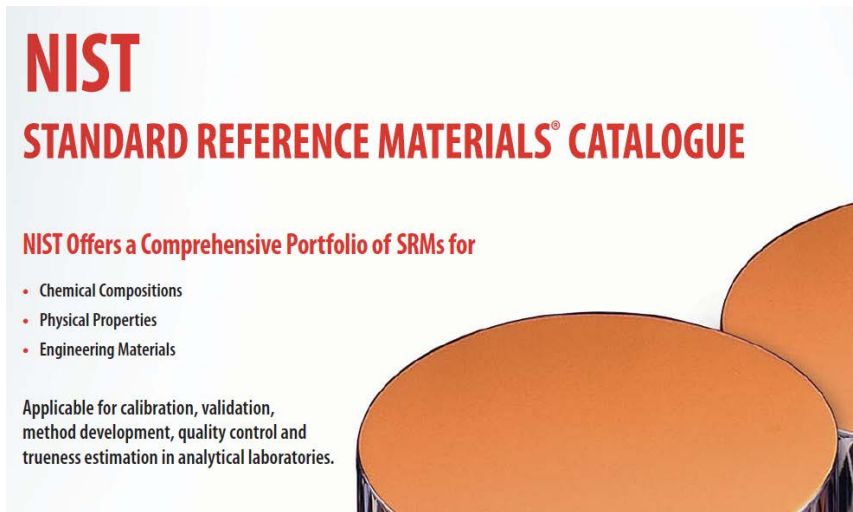 NIST
STANDARD REFERENCE MATERIALS® CATALOGUE
NIST Offers a Comprehensive Portfolio of SRMs for
• Chemical Compositions
• Physical Properties
• Engineering Materials
Applicable for calibration, validation,
method development, quality control and
trueness estimation in analytical laboratories.